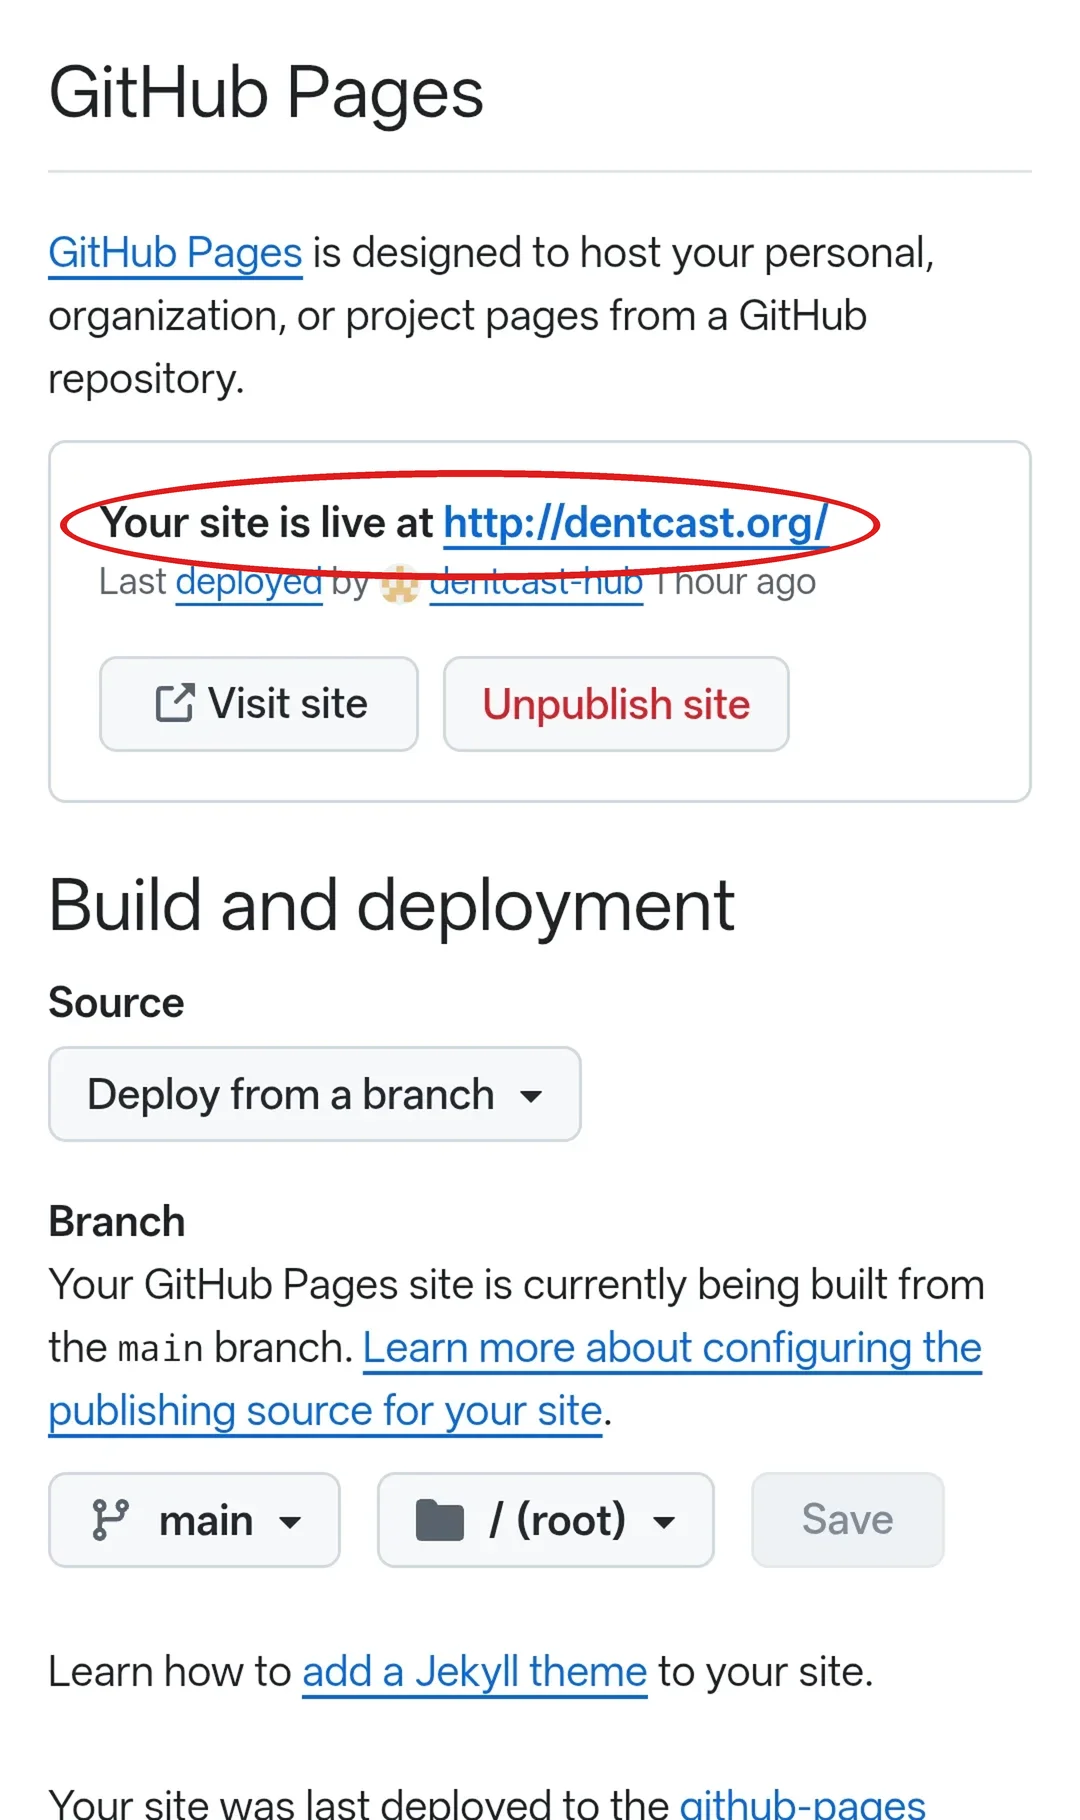 GitHub Pages
GitHub Pages is designed to host your personal,
organization, or project pages from a GitHub
repository.
Your site is live at http://dentcast.org/
Last deployed by dentcast-hub 1 hour ago
Visit site
Unpublish site
Build and deployment
Source
Deploy from a branch
Branch
Your GitHub Pages site is currently being built from
the main branch. Learn more about configuring the
publishing source for your site.
main
/ (root)
Save
Learn how to add a Jekyll theme to your site.
Your site was last deployed to the github-pages